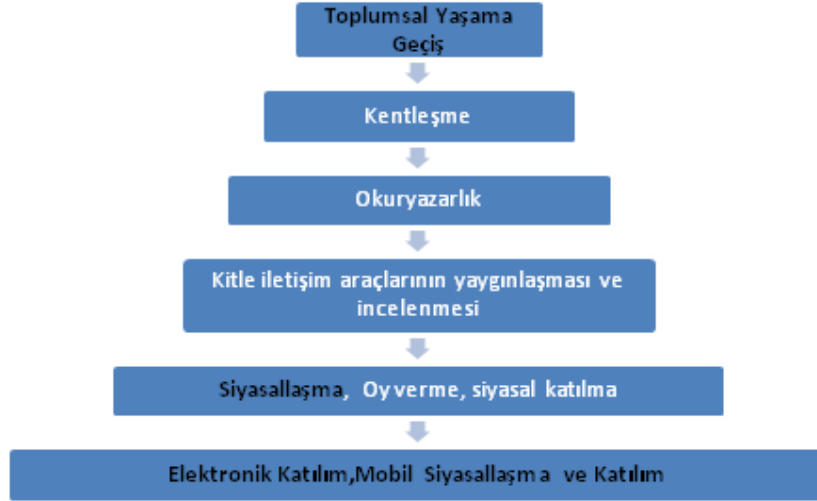 Toplumsal Yaşama
Geçiş
Kentleşme
Okuryazarlık
Kitle iletişim araçlarının yaygınlaşması ve
incelenmesi
Siyasallaşma, Oy verme, siyasal katılma
Elektronik Katılım,Mobil Siyasallaşma ve Katılım